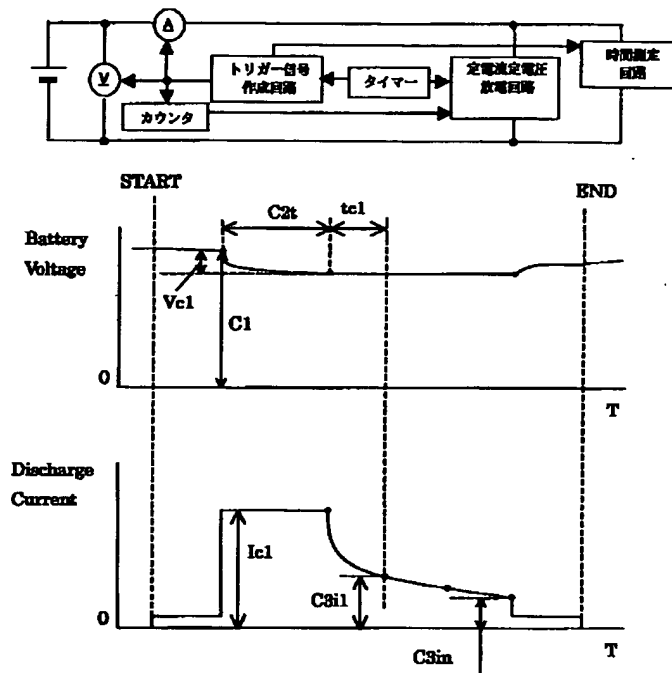 A
V
トリガー信号
作成回路
タイマー
定電流定電圧
放電回路
時間測定
回路
カウンタ
START
END
C2t
tc1
Battery
Voltage
Vc1
C1
0
T
Discharge
Current
Ic1
C3i1
0
T
C3in